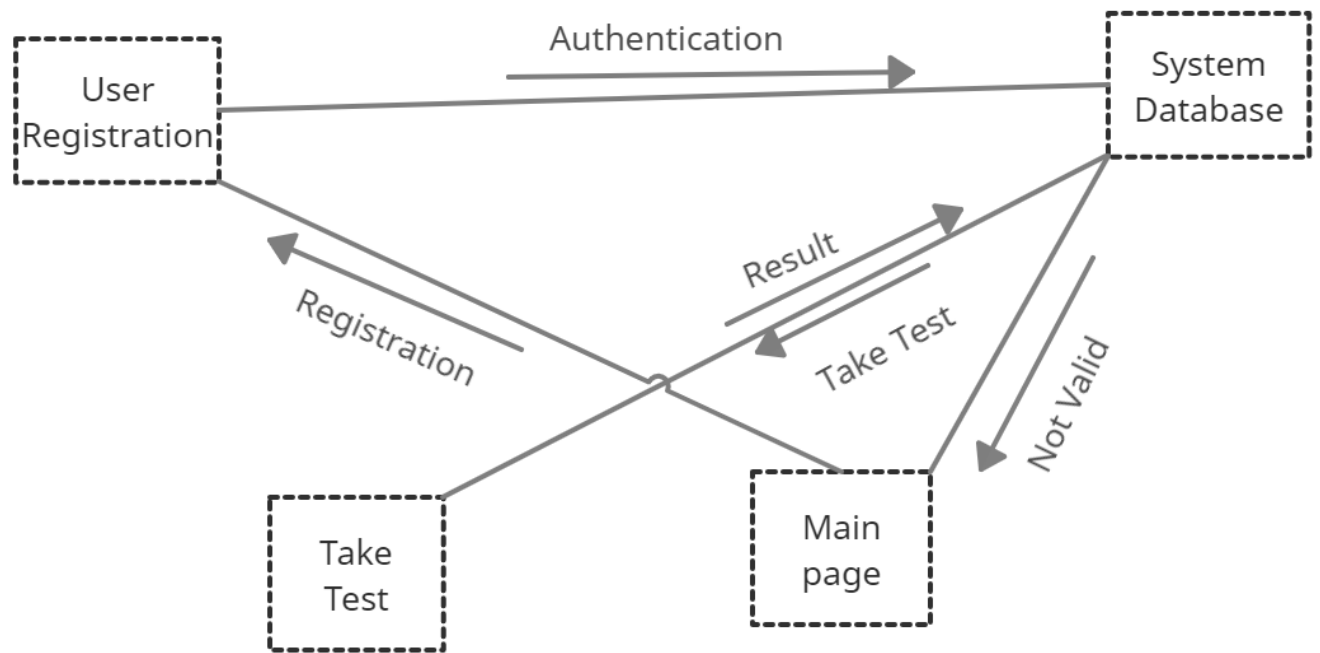 Authentication
User
Registration
System
Database
Result
Registration
Take Test
Not Valid
Take
Test
Main
page